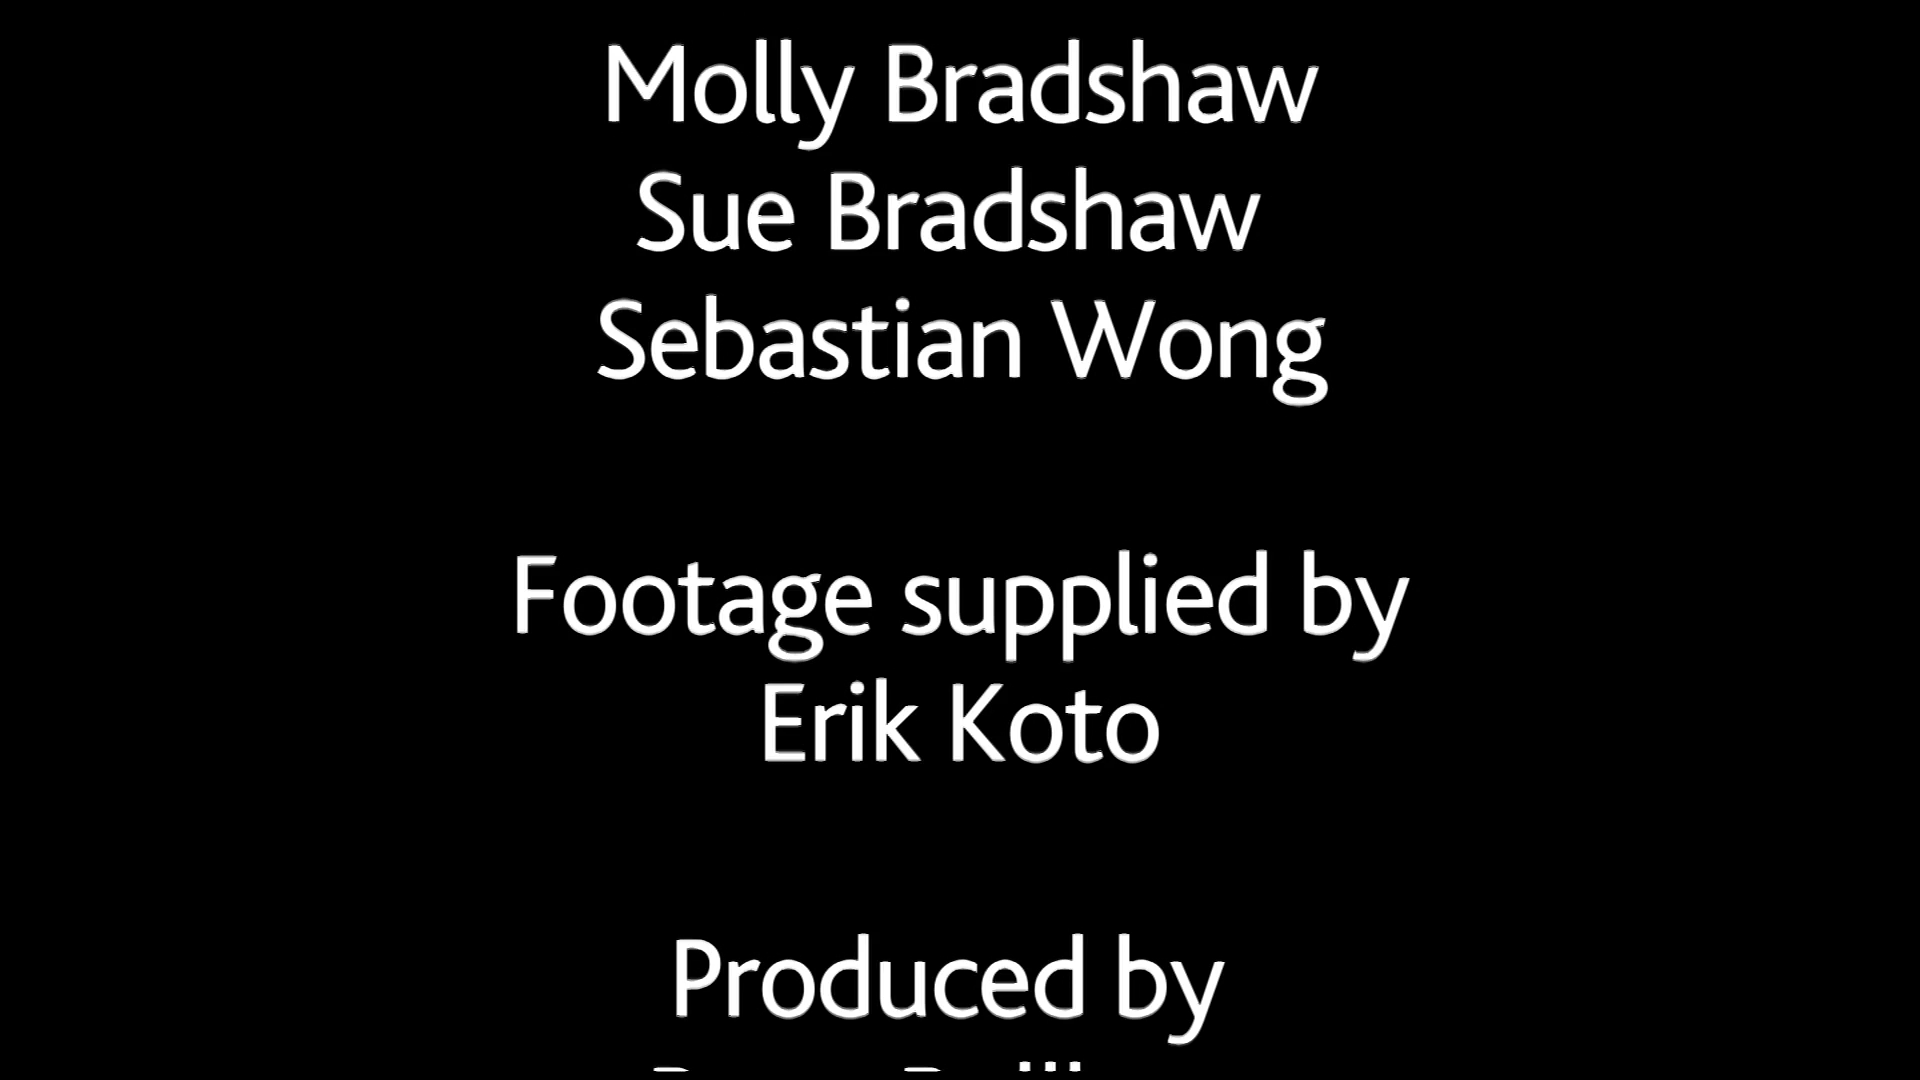 Molly Bradshaw
Sue Bradshaw
Sebastian Wong
Footage supplied by
Erik Koto
Produced by